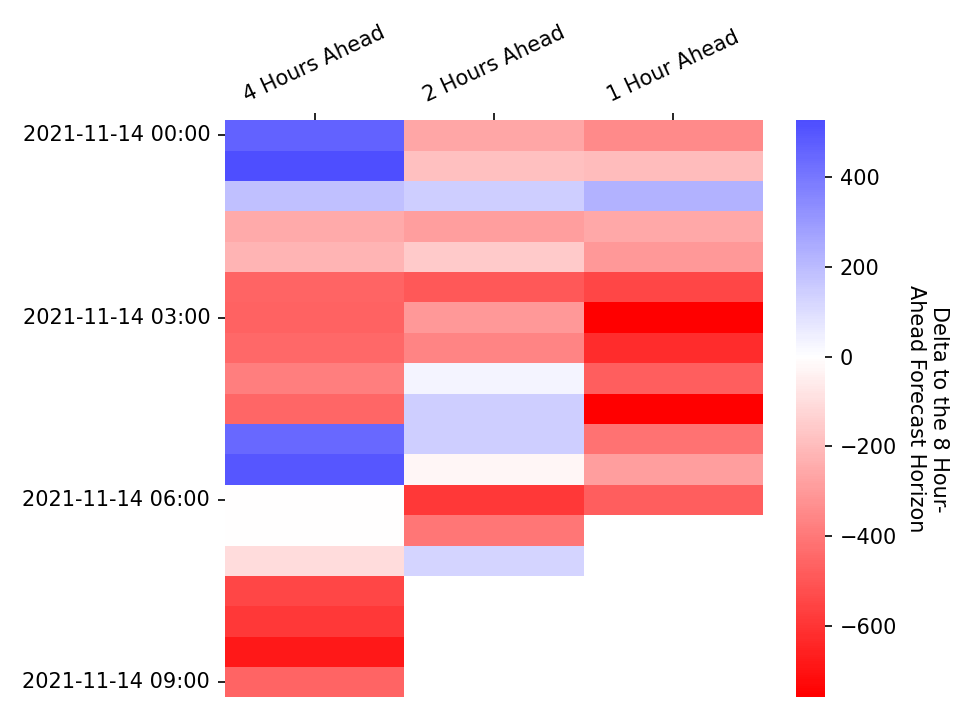 4 Hours Ahead
2 Hours Ahead
1 Hour Ahead
2021-11-14 00:00
2021-11-14 03:00
2021-11-14 06:00
2021-11-14 09:00
400
200
0
−200
−400
−600
Delta to the 8 Hour-
Ahead Forecast Horizon